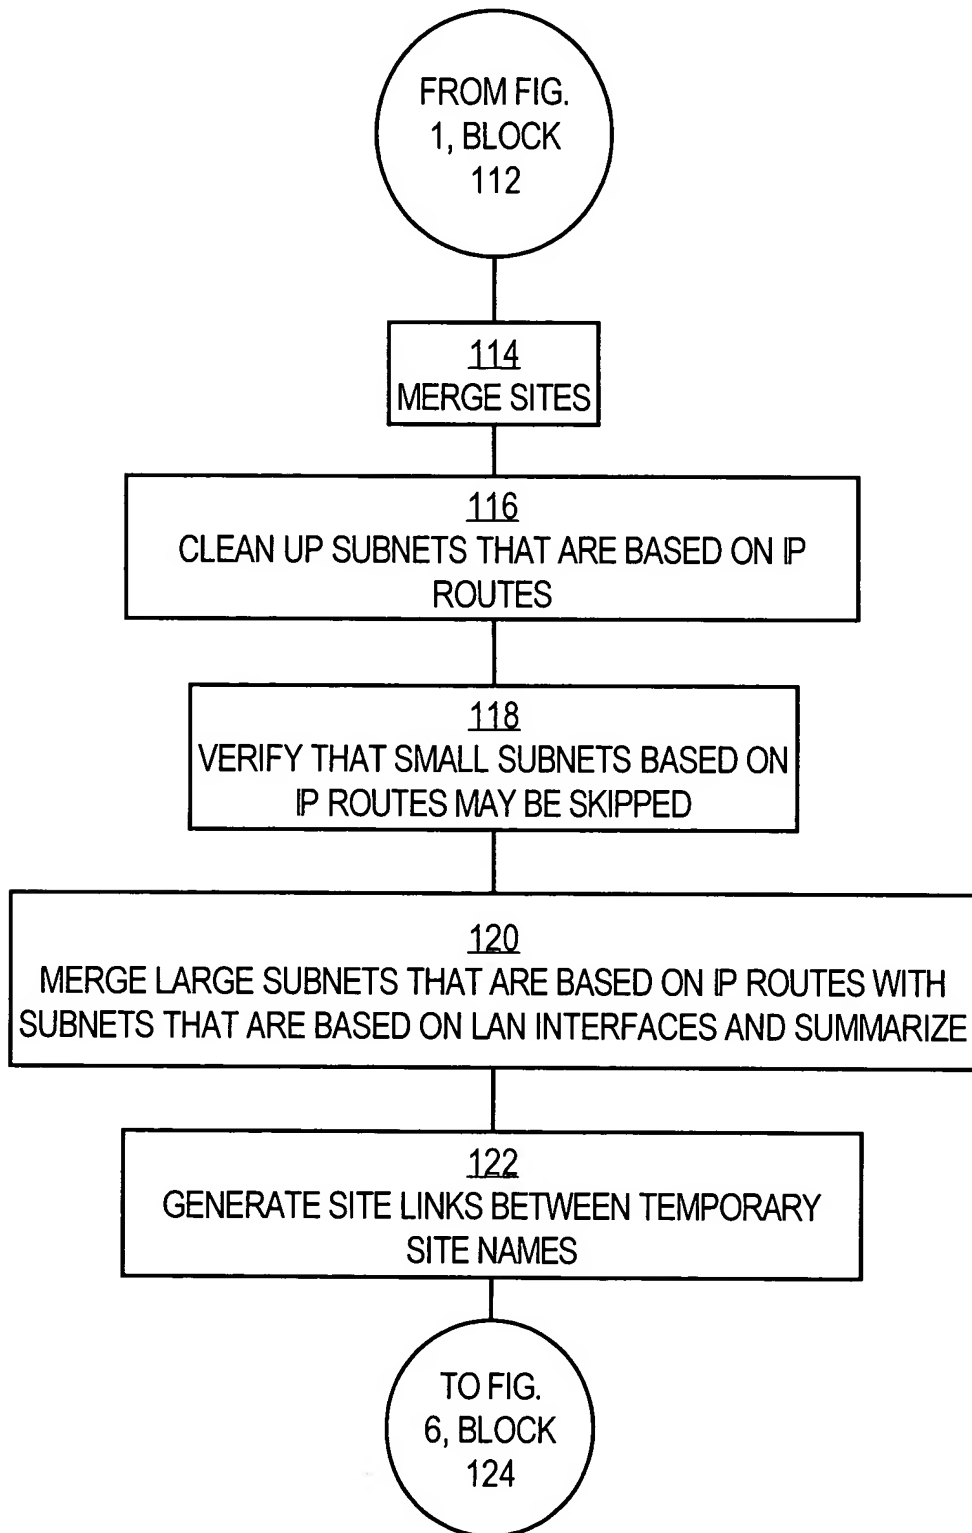 FROM FIG.
1, BLOCK
112
114
MERGE SITES
116
CLEAN UP SUBNETS THAT ARE BASED ON IP
ROUTES
118
VERIFY THAT SMALL SUBNETS BASED ON
IP ROUTES MAY BE SKIPPED
120
MERGE LARGE SUBNETS THAT ARE BASED ON IP ROUTES WITH
SUBNETS THAT ARE BASED ON LAN INTERFACES AND SUMMARIZE
122
GENERATE SITE LINKS BETWEEN TEMPORARY
SITE NAMES
TO FIG.
6, BLOCK
124